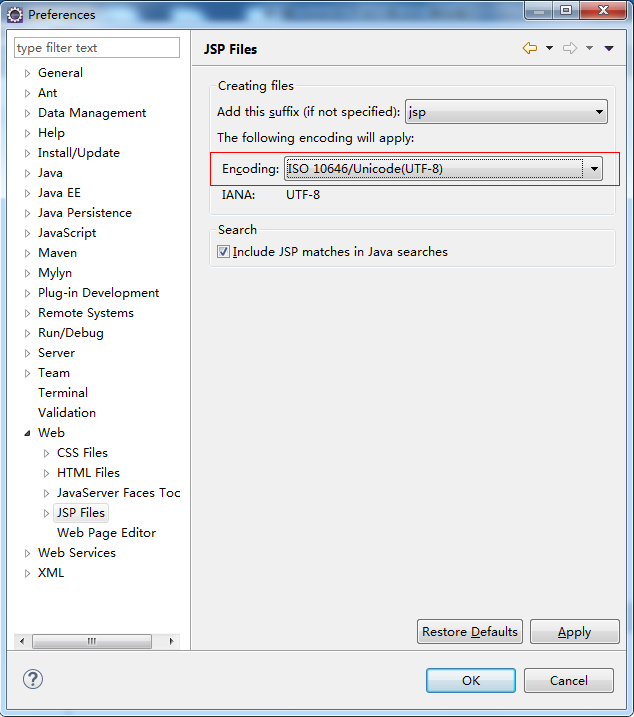 Preferences
type filter text
General
Ant
Data Management
Help
Install/Update
Java
Java EE
Java Persistence
JavaScript
Maven
Mylyn
Plug-in Development
Remote Systems
Run/Debug
Server
Team
Terminal
Validation
Web
CSS Files
HTML Files
JavaServer Faces Toc
JSP Files
Web Page Editor
Web Services
XML
JSP Files
Creating files
Add this suffix (if not specified): jsp
The following encoding will apply:
Encoding: ISO 10646/Unicode(UTF-8)
IANA: UTF-8
Search
Include JSP matches in Java searches
Restore Defaults Apply
? OK Cancel